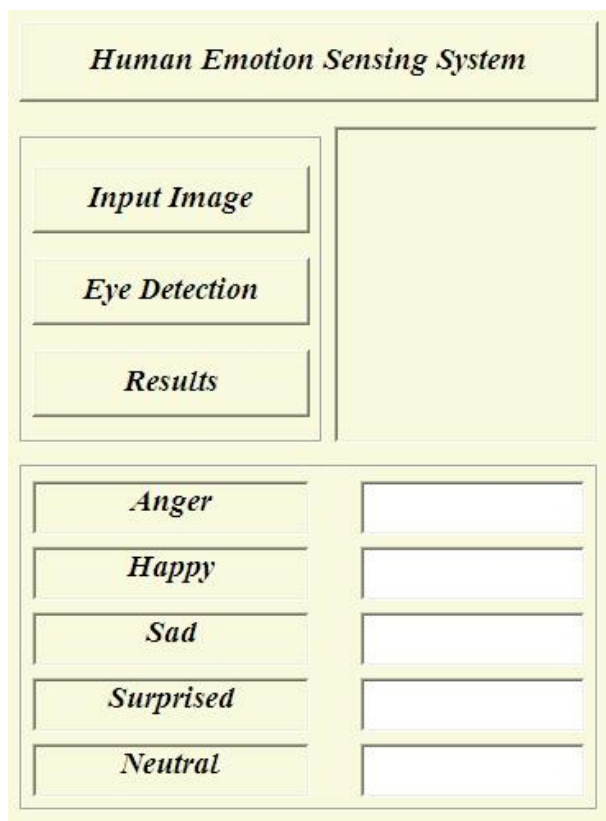 Human Emotion Sensing System
Input Image
Eye Detection
Results
Anger
Happy
Sad
Surprised
Neutral